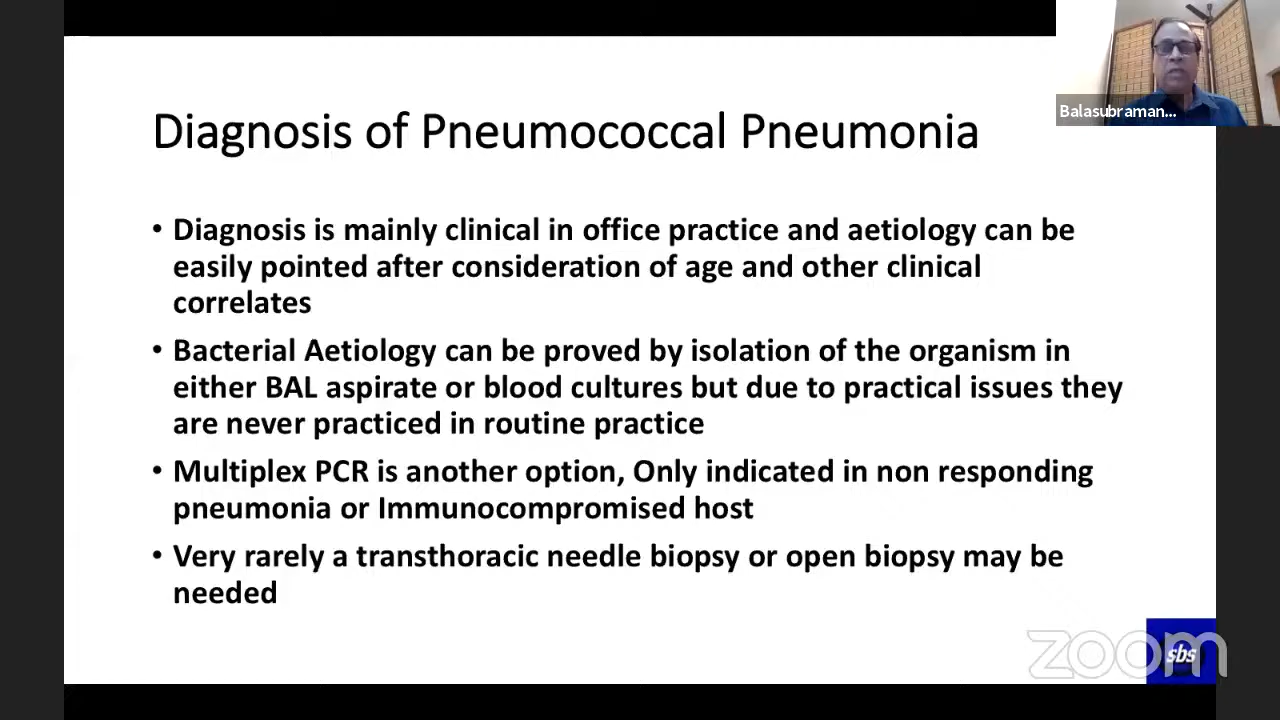 Balasubraman...
Diagnosis of Pneumococcal Pneumonia
• Diagnosis is mainly clinical in office practice and aetiology can be
easily pointed after consideration of age and other clinical
correlates
• Bacterial Aetiology can be proved by isolation of the organism in
either BAL aspirate or blood cultures but due to practical issues they
are never practiced in routine practice
• Multiplex PCR is another option, Only indicated in non responding
pneumonia or Immunocompromised host
• Very rarely a transthoracic needle biopsy or open biopsy may be
needed
zoom
sbs